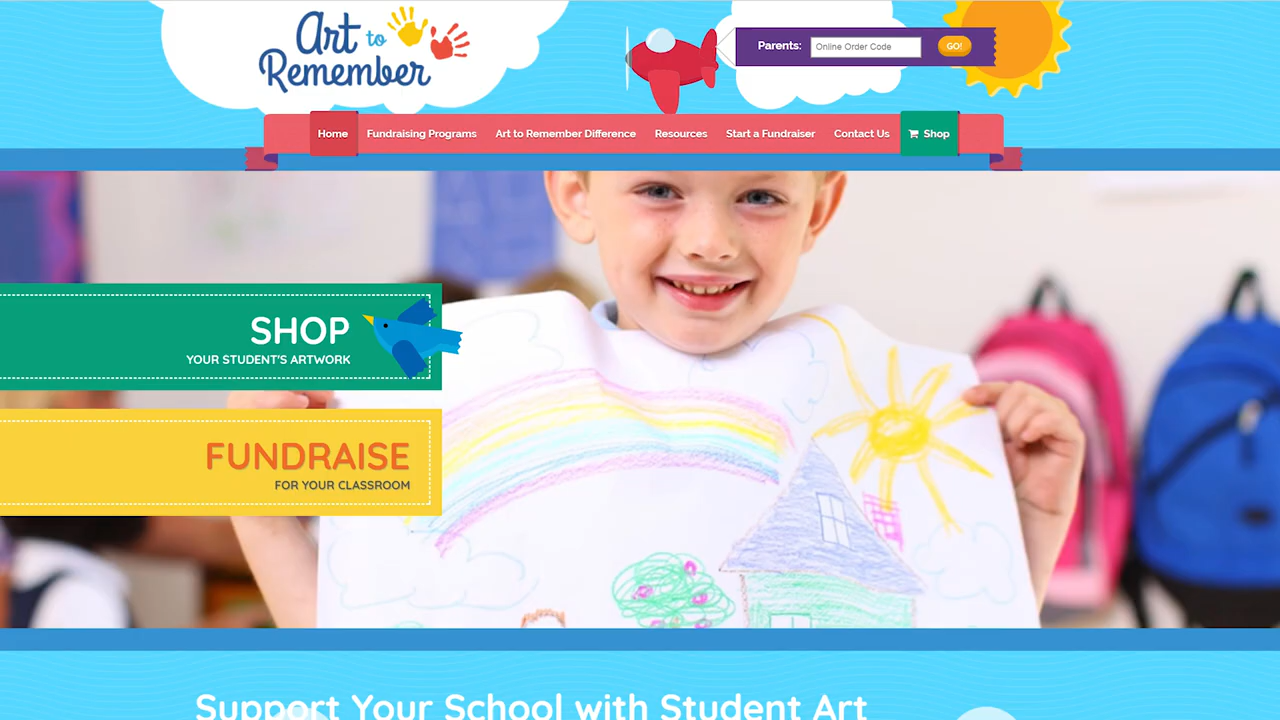 Art to
Remember
Parents: Online Order Code GO!
Home Fundraising Programs Art to Remember Difference Resources Start a Fundraiser Contact Us Shop
SHOP
YOUR STUDENT'S ARTWORK
FUNDRAISE
FOR YOUR CLASSROOM
Support Your School with Student Art